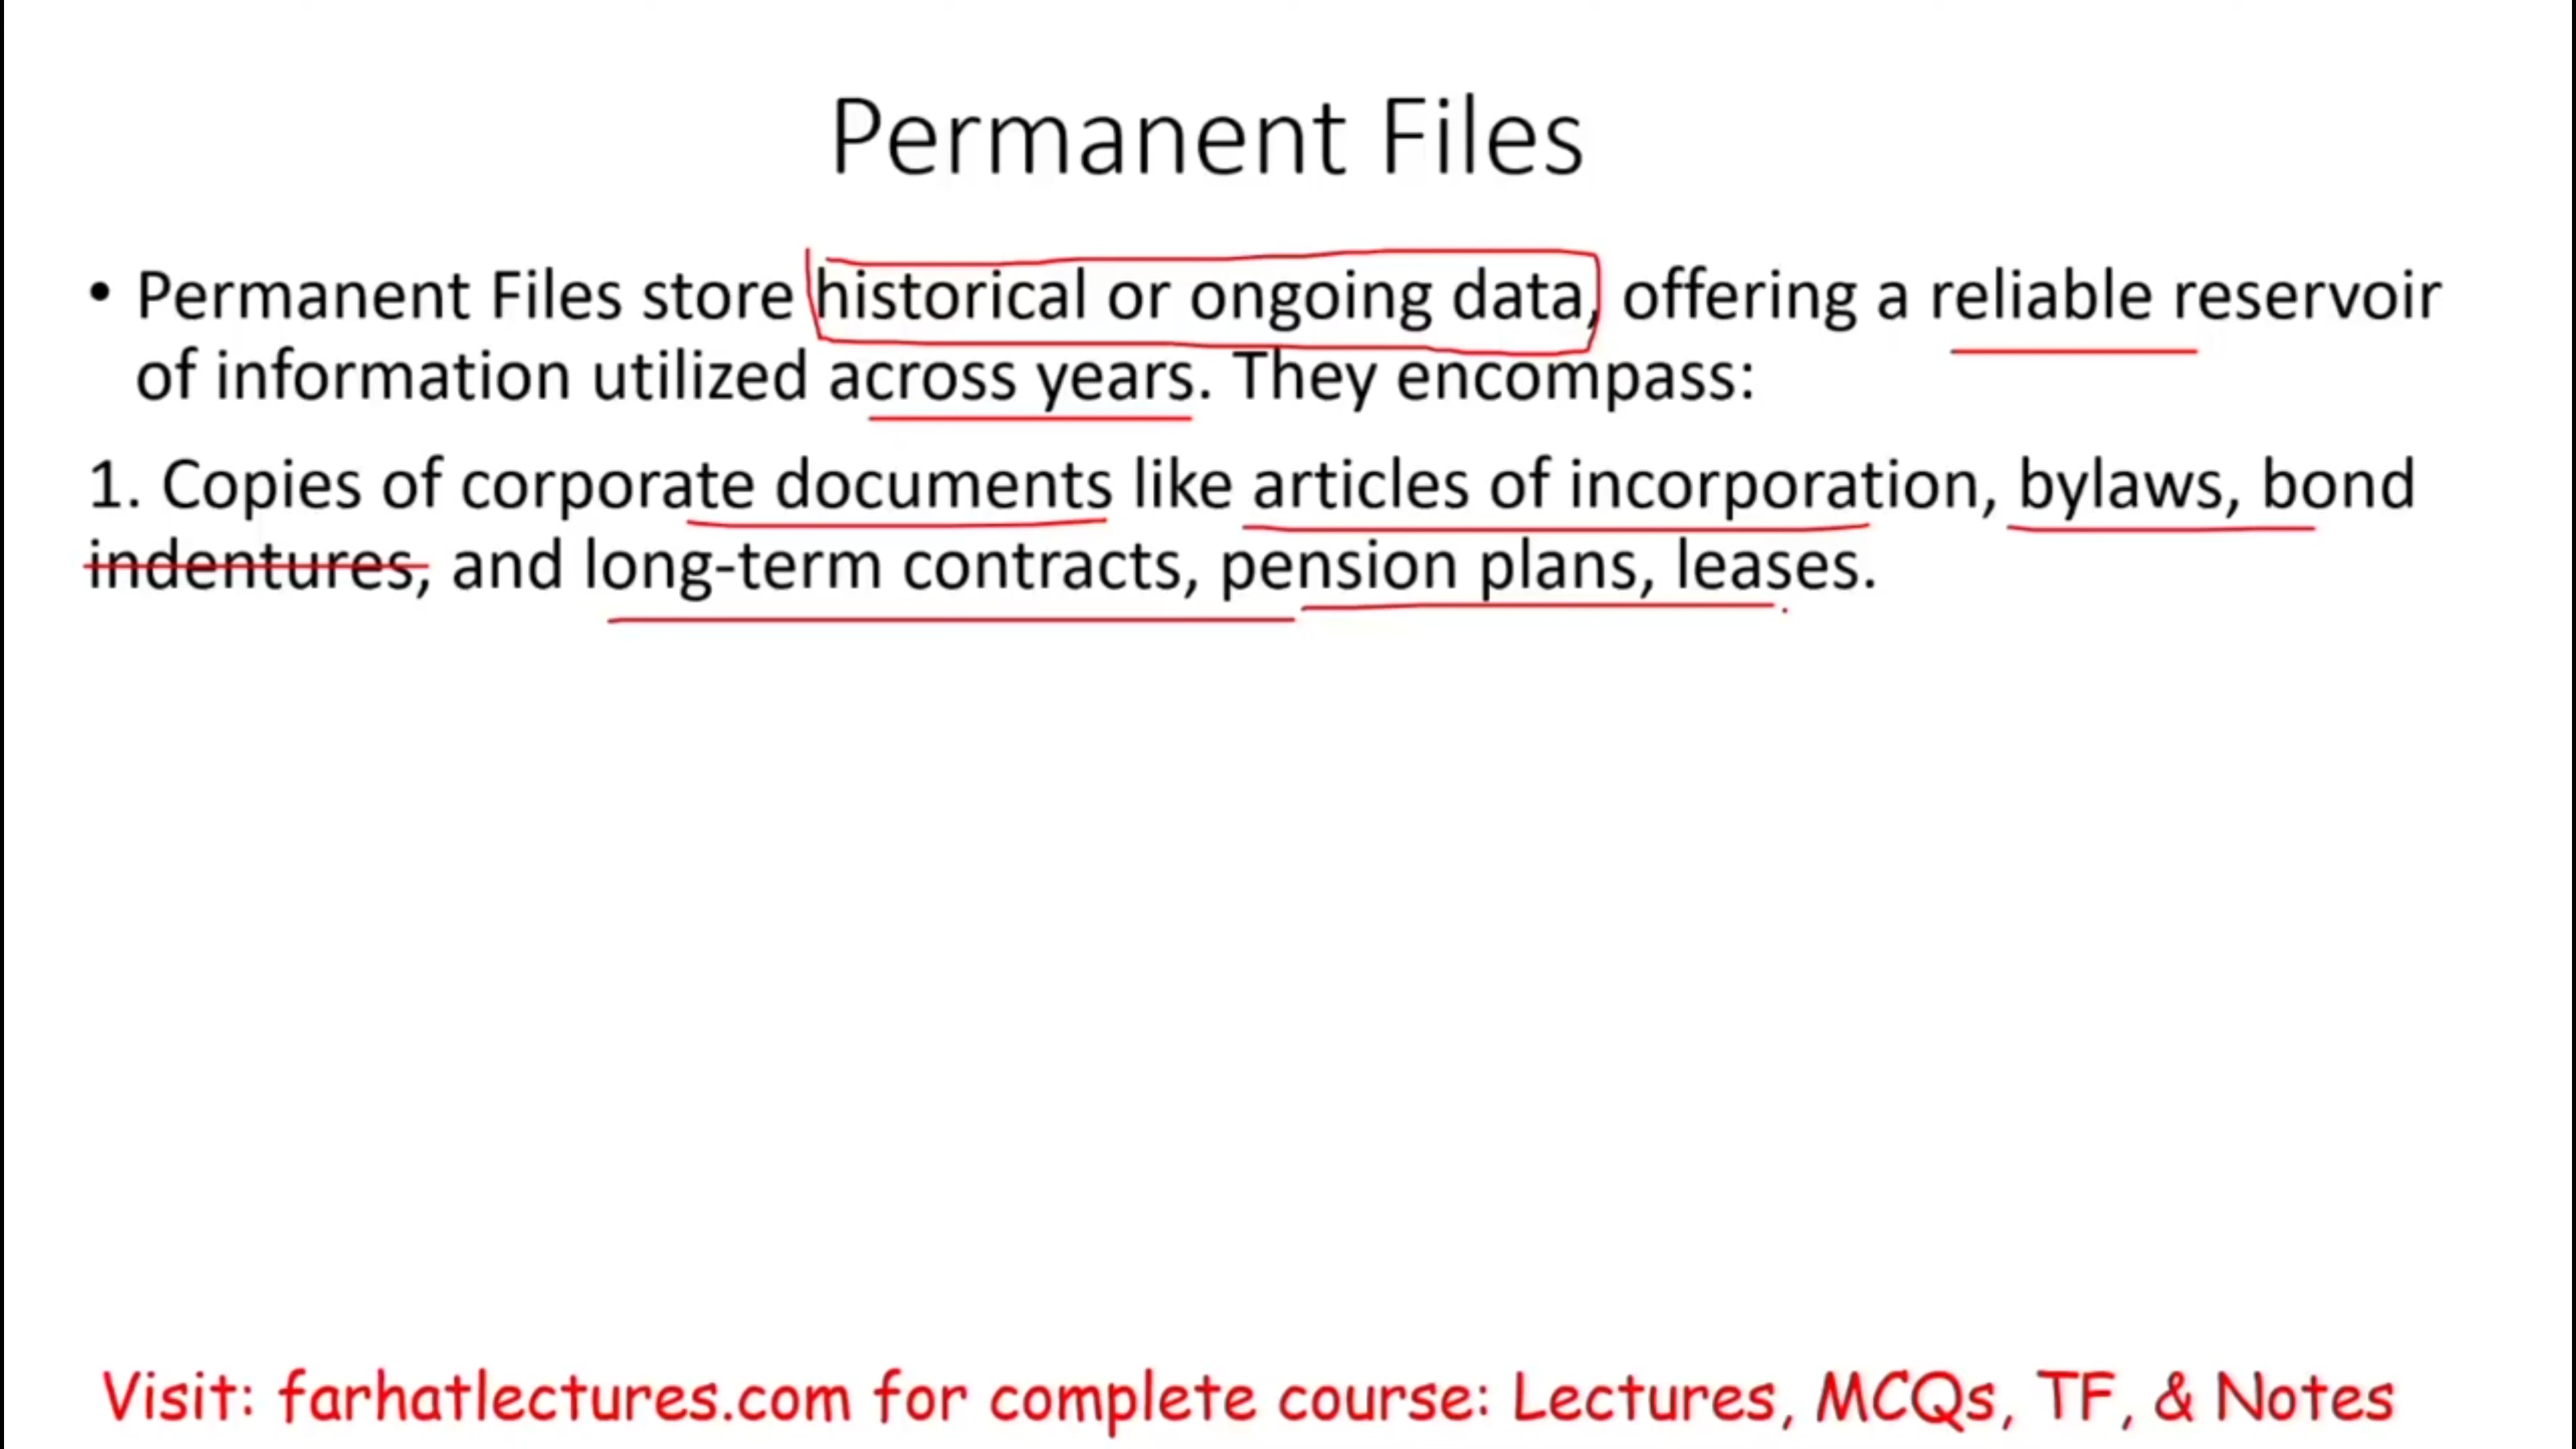 Permanent Files
• Permanent Files store historical or ongoing data, offering a reliable reservoir
of information utilized across years. They encompass:
1. Copies of corporate documents like articles of incorporation, bylaws, bond
indentures, and long-term contracts, pension plans, leases.
Visit: farhatlectures.com for complete course: Lectures, MCQs, TF, & Notes